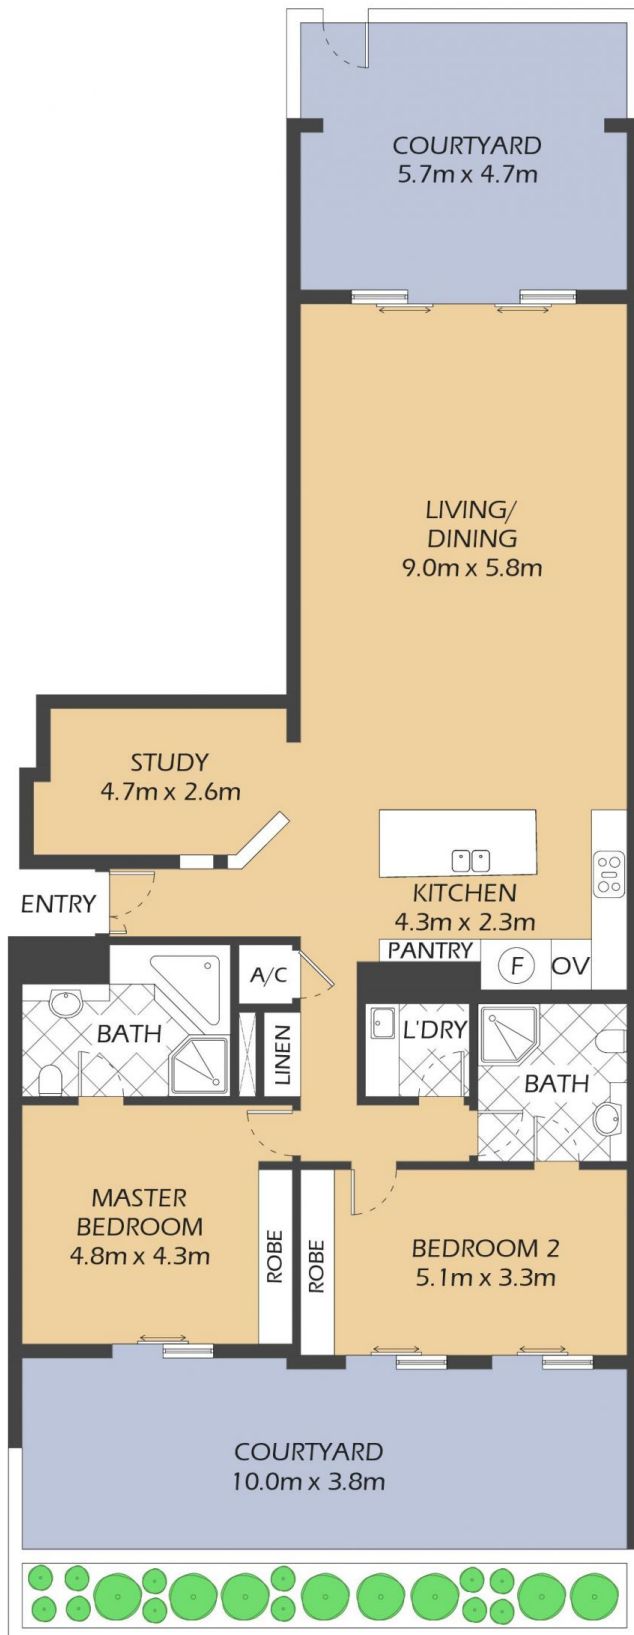 COURTYARD
5.7m x 4.7m
LIVING/
DINING
9.0m x 5.8m
STUDY
4.7m x 2.6m
ENTRY
KITCHEN
4.3m x 2.3m
PANTRY
F
OV
A/C
BATH
LINEN
L'DRY
BATH
MASTER
BEDROOM
4.8m x 4.3m
ROBE
ROBE
BEDROOM 2
5.1m x 3.3m
COURTYARD
10.0m x 3.8m